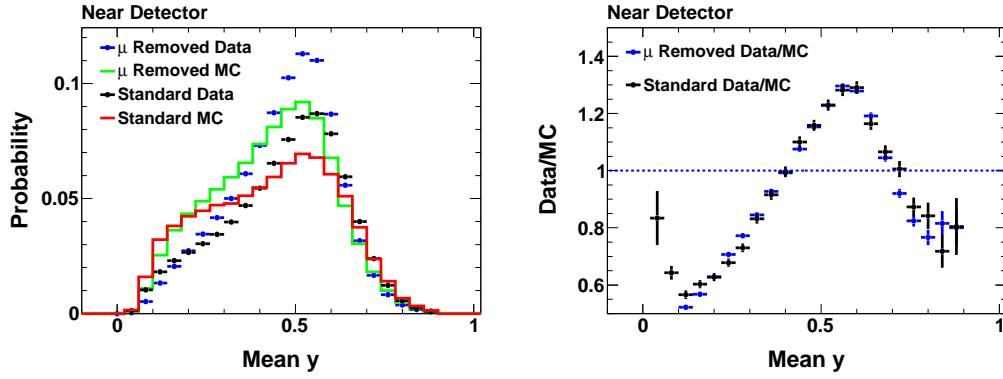 Near Detector
μ Removed Data
μ Removed MC
Standard Data
Standard MC
Probability
0.1
0.05
0
0
0.5
1
Mean y
Near Detector
μ Removed Data/MC
Standard Data/MC
Data/MC
1.4
1.2
1
0.8
0.6
0
0.5
1
Mean y